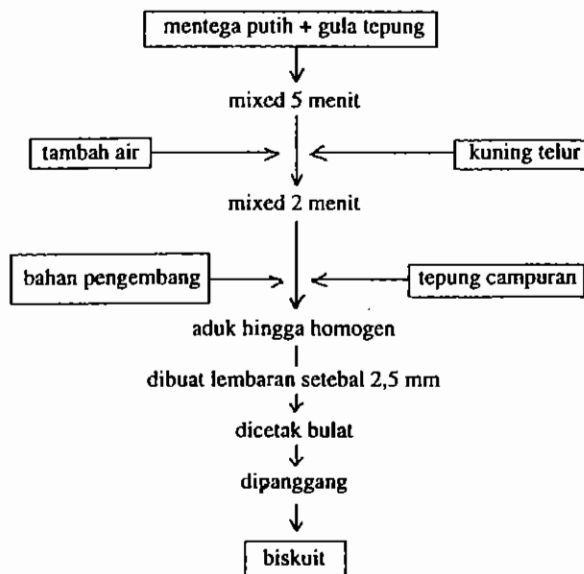 mentega putih + gula tepung
mixed 5 menit
tambah air
kuning telur
mixed 2 menit
bahan pengembang
tepung campuran
aduk hingga homogen
dibuat lembaran setebal 2,5 mm
dicetak bulat
dipanggang
biskuit